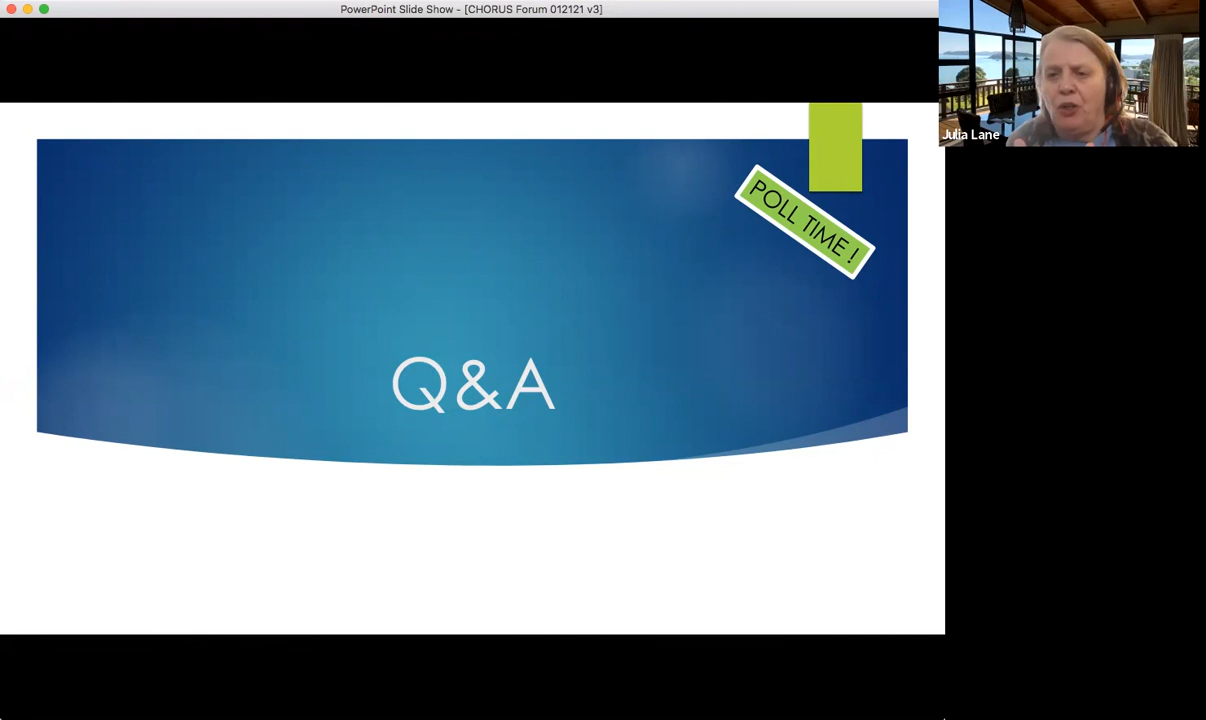 PowerPoint Slide Show - [CHORUS Forum 012121 v3]
Julia Lane
POLL TIME !
Q&A